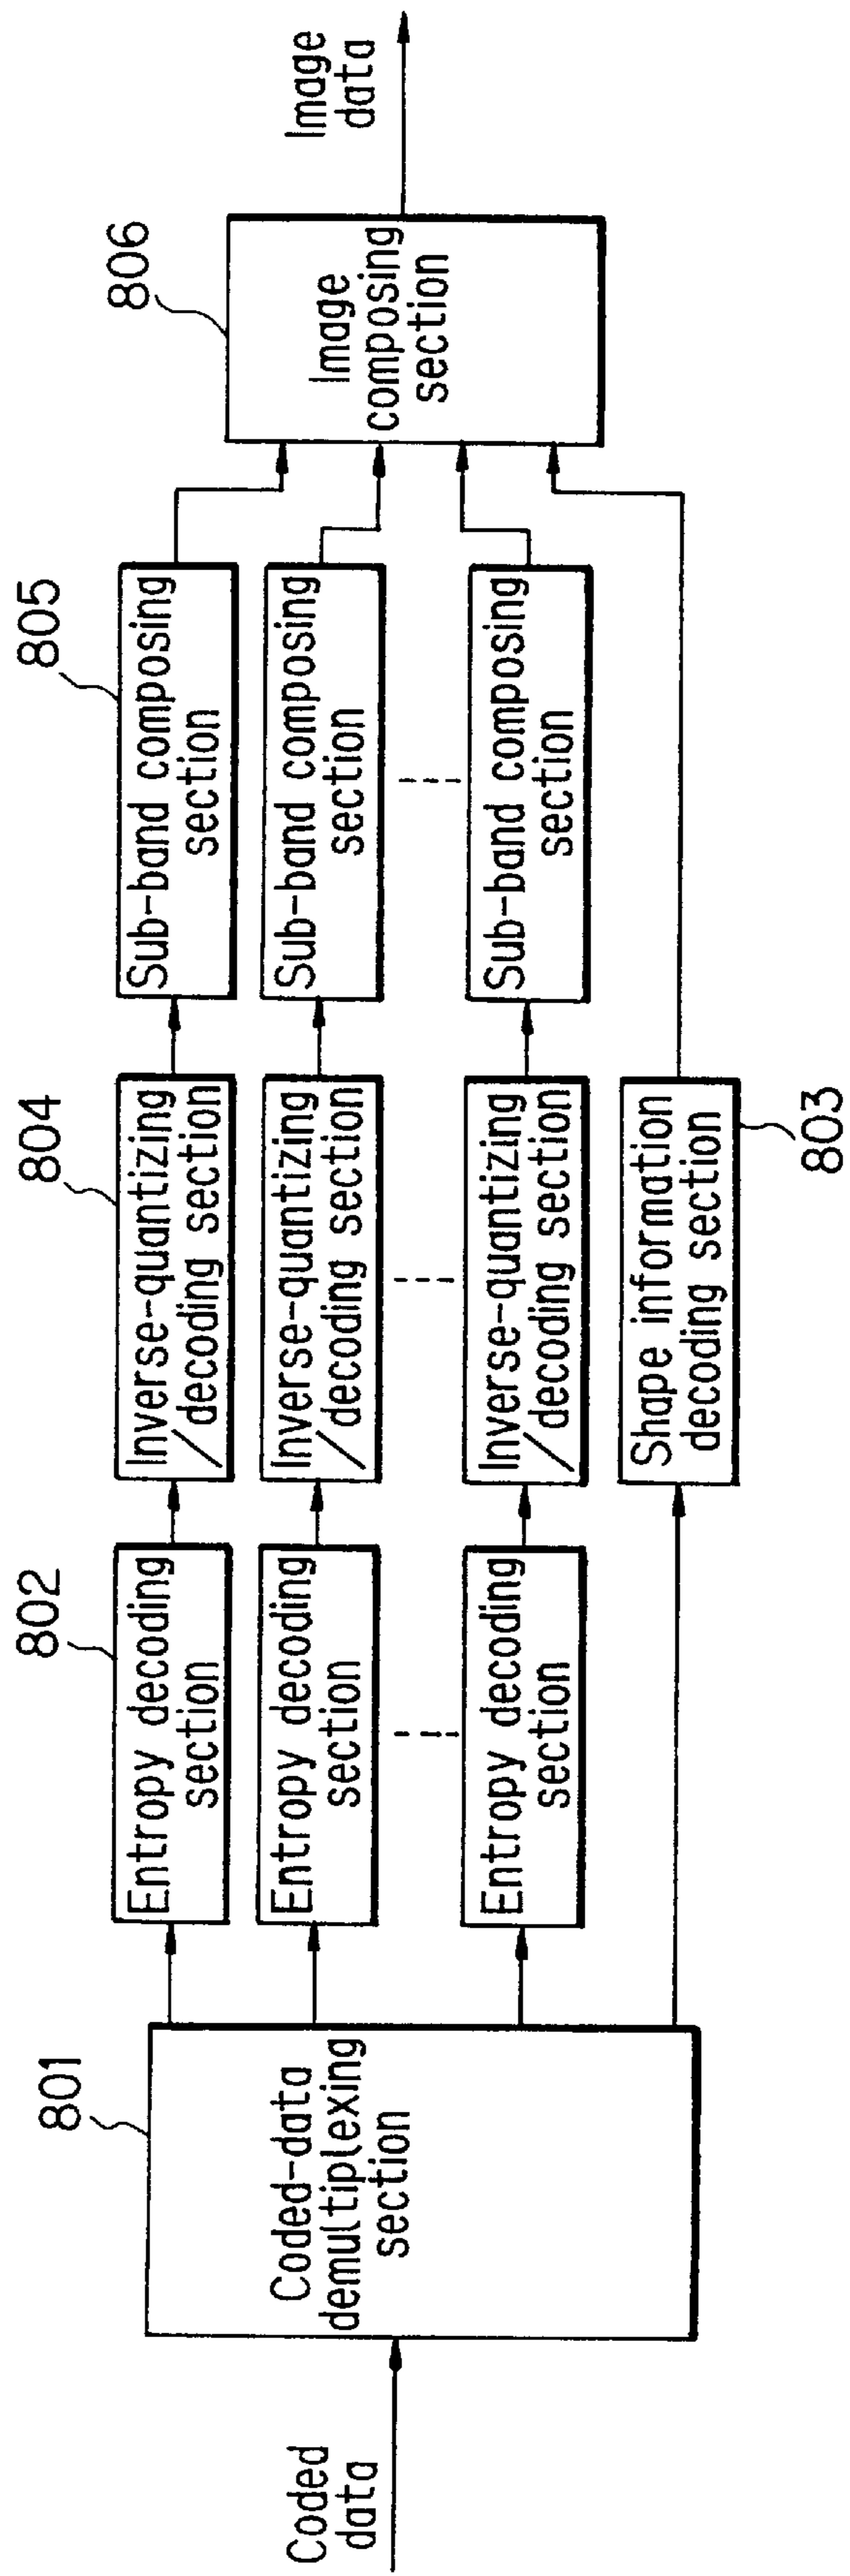 Coded
data
801
Coded-data
demultiplexing
section
802
Entropy decoding
section
Entropy decoding
section
Entropy decoding
section
804
Inverse-quantizing
/decoding section
Inverse-quantizing
/decoding section
Inverse-quantizing
/decoding section
Shape information
decoding section
803
805
Sub-band composing
section
Sub-band composing
section
Sub-band composing
section
806
Image
composing
section
Image
data